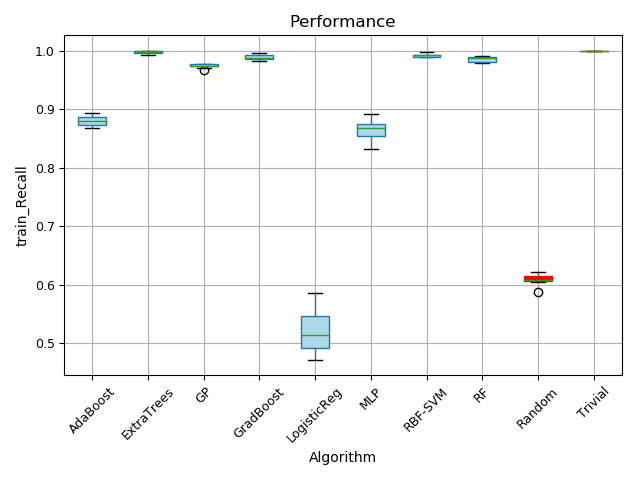 Performance
1.0
0.9
0.8
0.7
0.6
0.5
train_Recall
AdaBoost
ExtraTrees
GP
GradBoost
LogisticReg
MLP
RBF-SVM
RF
Random
Trivial
Algorithm